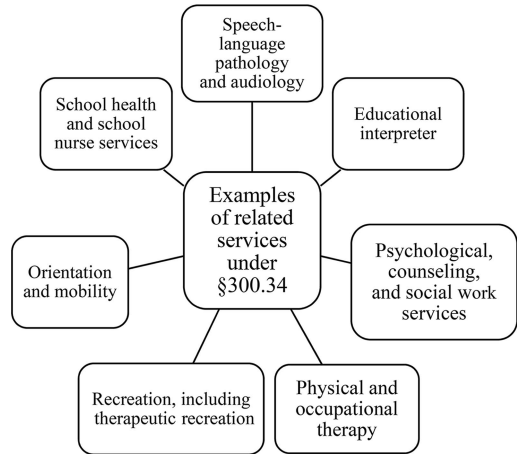 Speech-
language
pathology
and audiology
School health
and school
nurse services
Educational
interpreter
Examples
of related
services
under
§300.34
Orientation
and mobility
Psychological,
counseling,
and social work
services
Recreation, including
therapeutic recreation
Physical and
occupational
therapy